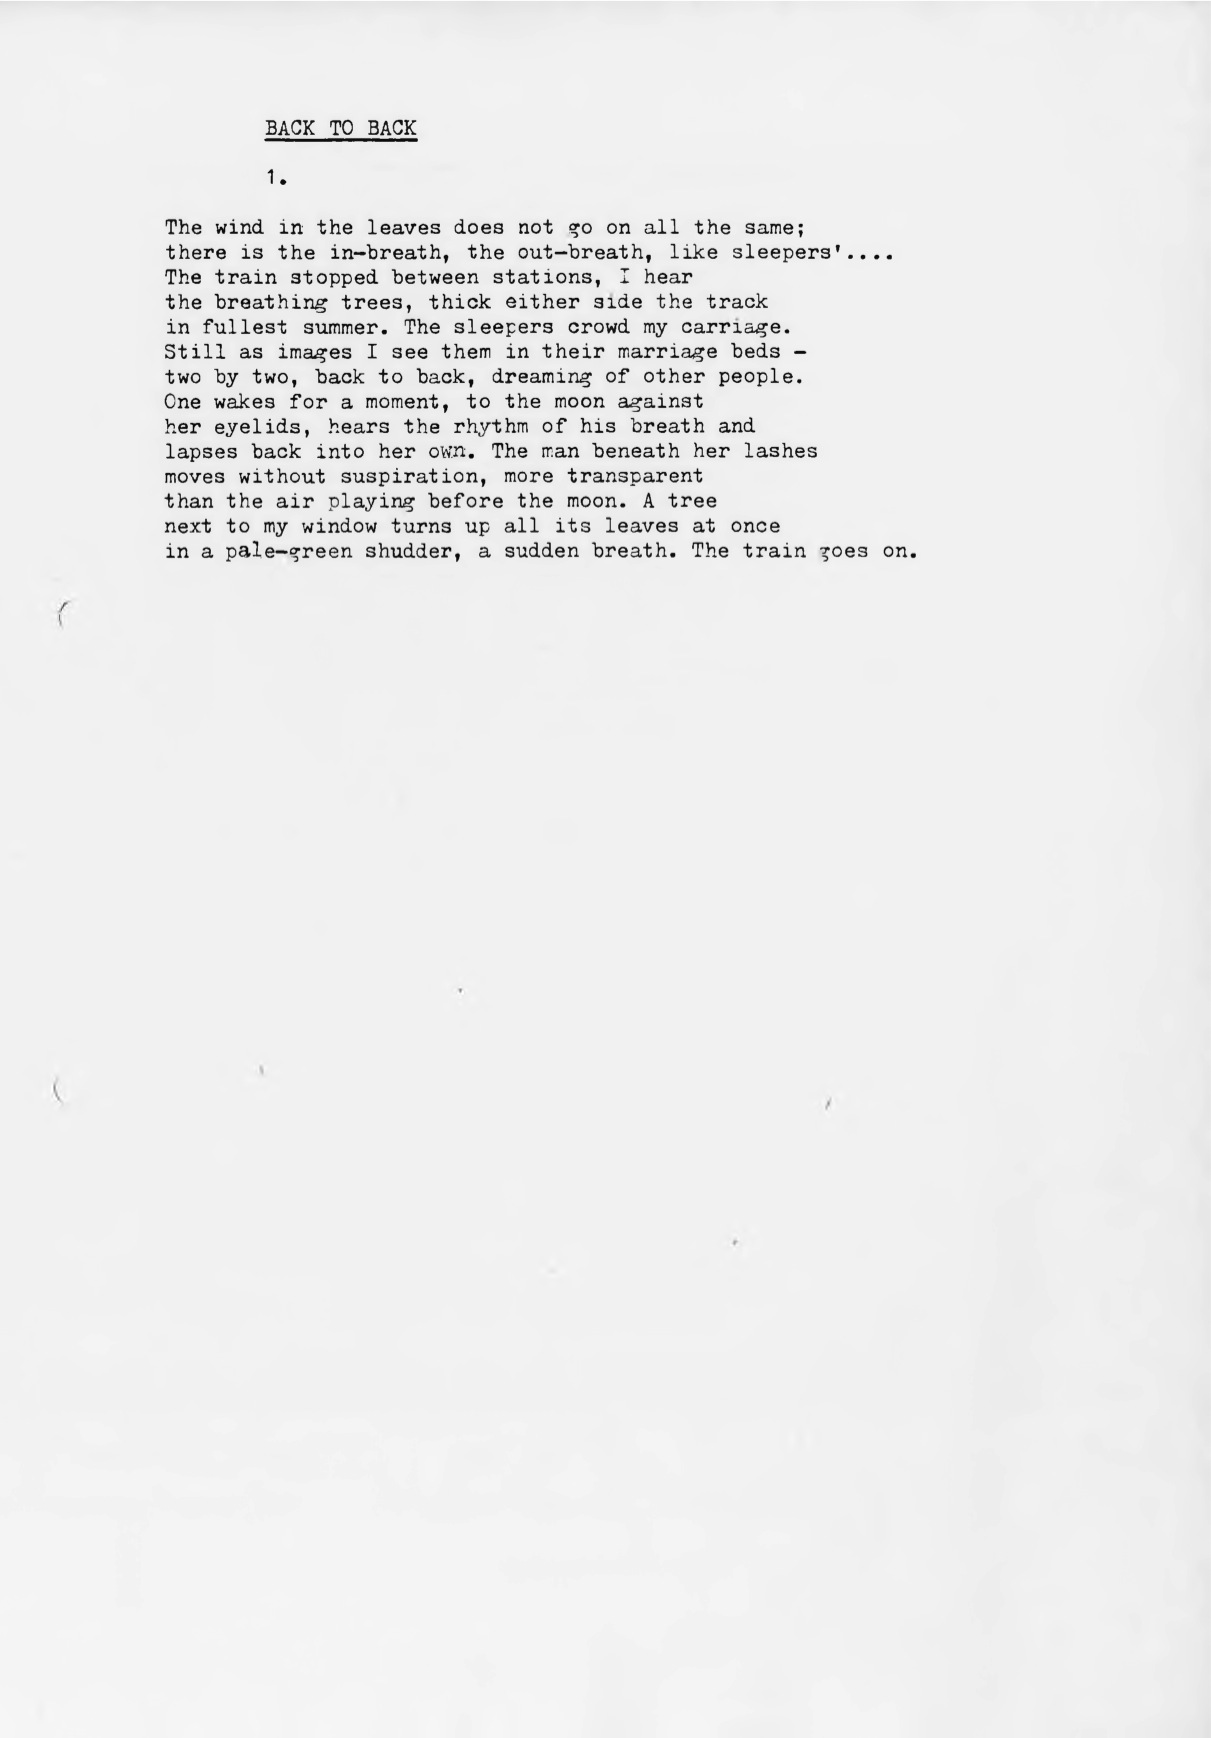 BACK TO BACK
1.
The wind in the leaves does not go on all the same;
there is the in-breath, the out-breath, like sleepers'....
The train stopped between stations, I hear
the breathing trees, thick either side the track
in fullest summer. The sleepers crowd my carriage.
Still as images I see them in their marriage beds -
two by two, back to back, dreaming of other people.
One wakes for a moment, to the moon against
her eyelids, hears the rhythm of his breath and
lapses back into her own. The man beneath her lashes
moves without suspiration, more transparent
than the air playing before the moon. A tree
next to my window turns up all its leaves at once
in a pale-green shudder, a sudden breath. The train goes on.